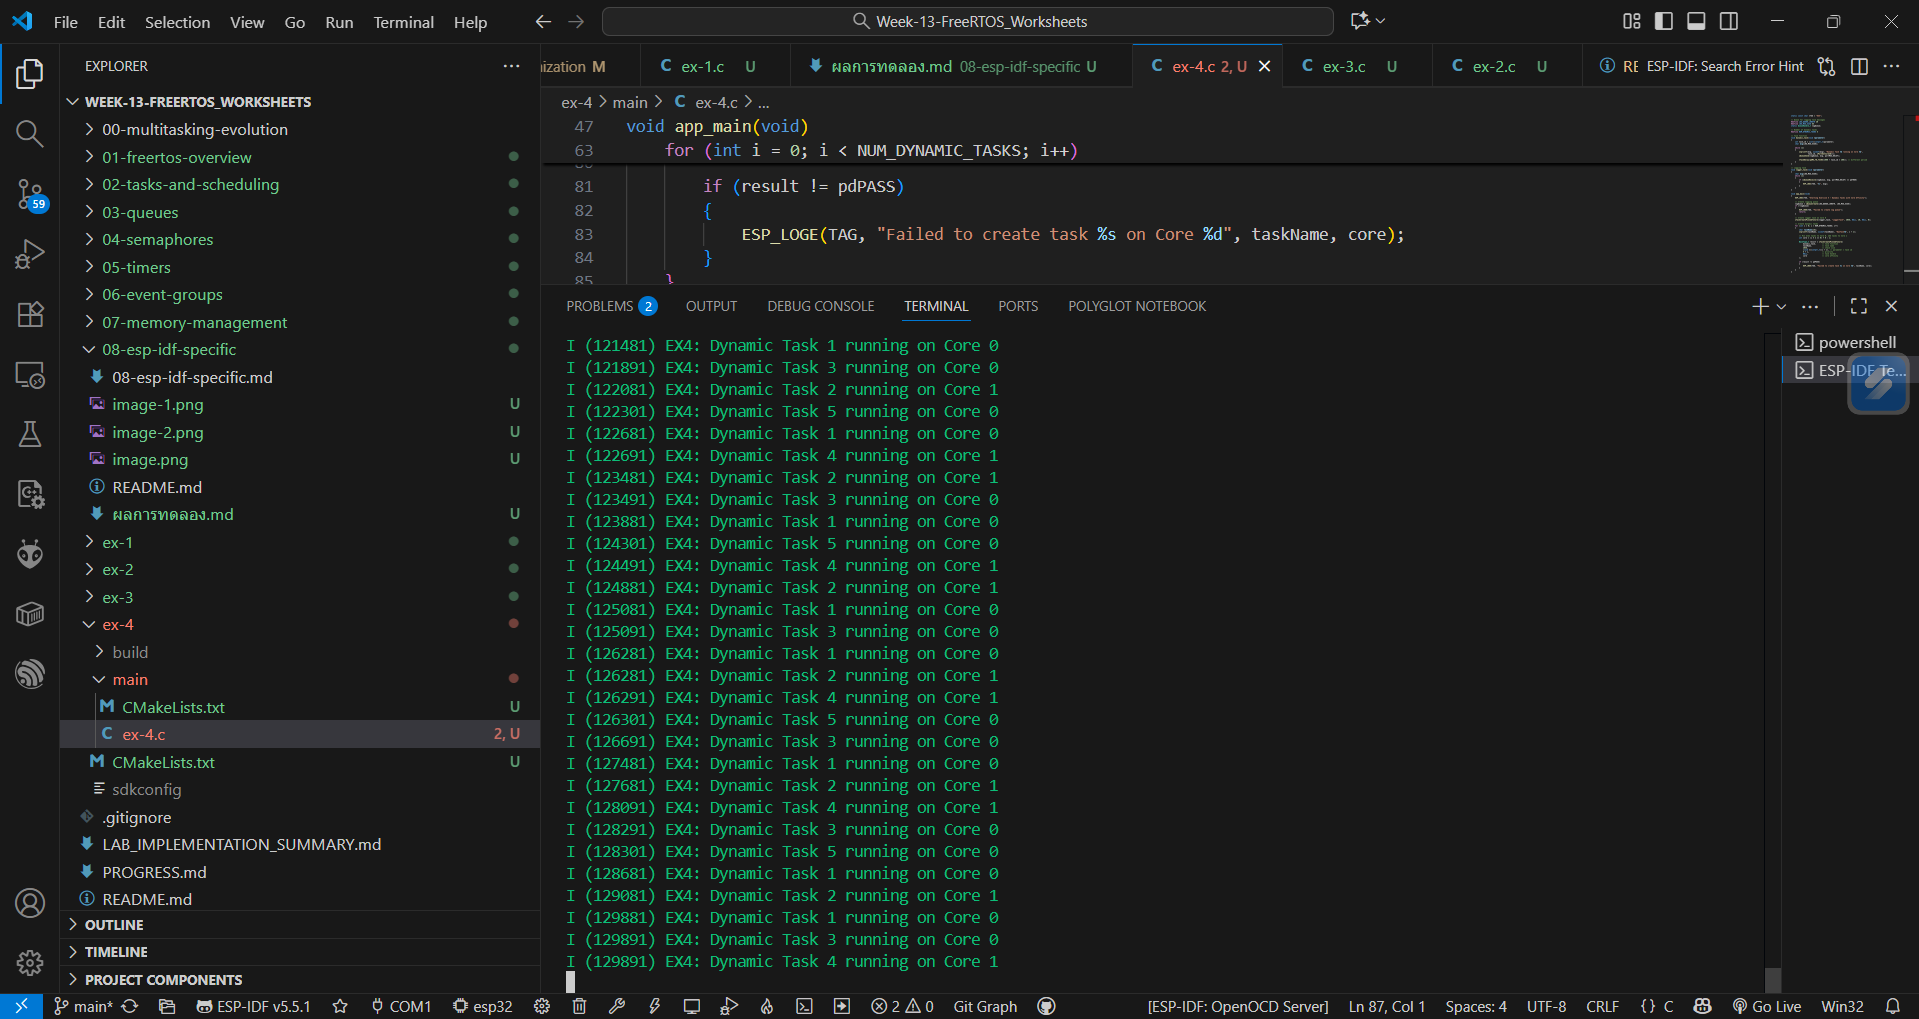 File Edit Selection View Go Run Terminal Help
Week-13-FreeRTOS_Worksheets
EXPLORER
WEEK-13-FREERTOS_WORKSHEETS
00-multitasking-evolution
01-freertos-overview
02-tasks-and-scheduling
03-queues
04-semaphores
05-timers
06-event-groups
07-memory-management
08-esp-idf-specific
08-esp-idf-specific.md
image-1.png U
image-2.png U
image.png U
README.md
ผลการทดลอง.md U
ex-1
ex-2
ex-3
ex-4
build
main
CMakeLists.txt U
ex-4.c 2, U
CMakeLists.txt U
sdkconfig
.gitignore
LAB_IMPLEMENTATION_SUMMARY.md
PROGRESS.md
README.md
OUTLINE
TIMELINE
PROJECT COMPONENTS
59
ization M
ex-1.c U
ผลการทดลอง.md 08-esp-idf-specific U
ex-4.c 2, U
ex-3.c U
ex-2.c U
RE
ESP-IDF: Search Error Hint
ex-4 > main > C ex-4.c > ...
47 void app_main(void)
63 for (int i = 0; i < NUM_DYNAMIC_TASKS; i++)
81 if (result != pdPASS)
82 {
83 ESP_LOGE(TAG, "Failed to create task %s on Core %d", taskName, core);
84 }
85 }
PROBLEMS 2 OUTPUT DEBUG CONSOLE TERMINAL PORTS POLYGLOT NOTEBOOK
powershell
ESP-IDF Te...
I (121481) EX4: Dynamic Task 1 running on Core 0
I (121891) EX4: Dynamic Task 3 running on Core 0
I (122081) EX4: Dynamic Task 2 running on Core 1
I (122301) EX4: Dynamic Task 5 running on Core 0
I (122681) EX4: Dynamic Task 1 running on Core 0
I (122691) EX4: Dynamic Task 4 running on Core 1
I (123481) EX4: Dynamic Task 2 running on Core 1
I (123491) EX4: Dynamic Task 3 running on Core 0
I (123881) EX4: Dynamic Task 1 running on Core 0
I (124301) EX4: Dynamic Task 5 running on Core 0
I (124491) EX4: Dynamic Task 4 running on Core 1
I (124881) EX4: Dynamic Task 2 running on Core 1
I (125081) EX4: Dynamic Task 1 running on Core 0
I (125091) EX4: Dynamic Task 3 running on Core 0
I (126281) EX4: Dynamic Task 1 running on Core 0
I (126281) EX4: Dynamic Task 2 running on Core 1
I (126291) EX4: Dynamic Task 4 running on Core 1
I (126301) EX4: Dynamic Task 5 running on Core 0
I (126691) EX4: Dynamic Task 3 running on Core 0
I (127481) EX4: Dynamic Task 1 running on Core 0
I (127681) EX4: Dynamic Task 2 running on Core 1
I (128091) EX4: Dynamic Task 4 running on Core 1
I (128291) EX4: Dynamic Task 3 running on Core 0
I (128301) EX4: Dynamic Task 5 running on Core 0
I (128681) EX4: Dynamic Task 1 running on Core 0
I (129081) EX4: Dynamic Task 2 running on Core 1
I (129881) EX4: Dynamic Task 1 running on Core 0
I (129891) EX4: Dynamic Task 3 running on Core 0
I (129891) EX4: Dynamic Task 4 running on Core 1
main* ESP-IDF v5.5.1 COM1 esp32 2 0 Git Graph [ESP-IDF: OpenOCD Server] Ln 87, Col 1 Spaces: 4 UTF-8 CRLF {} C Go Live Win32